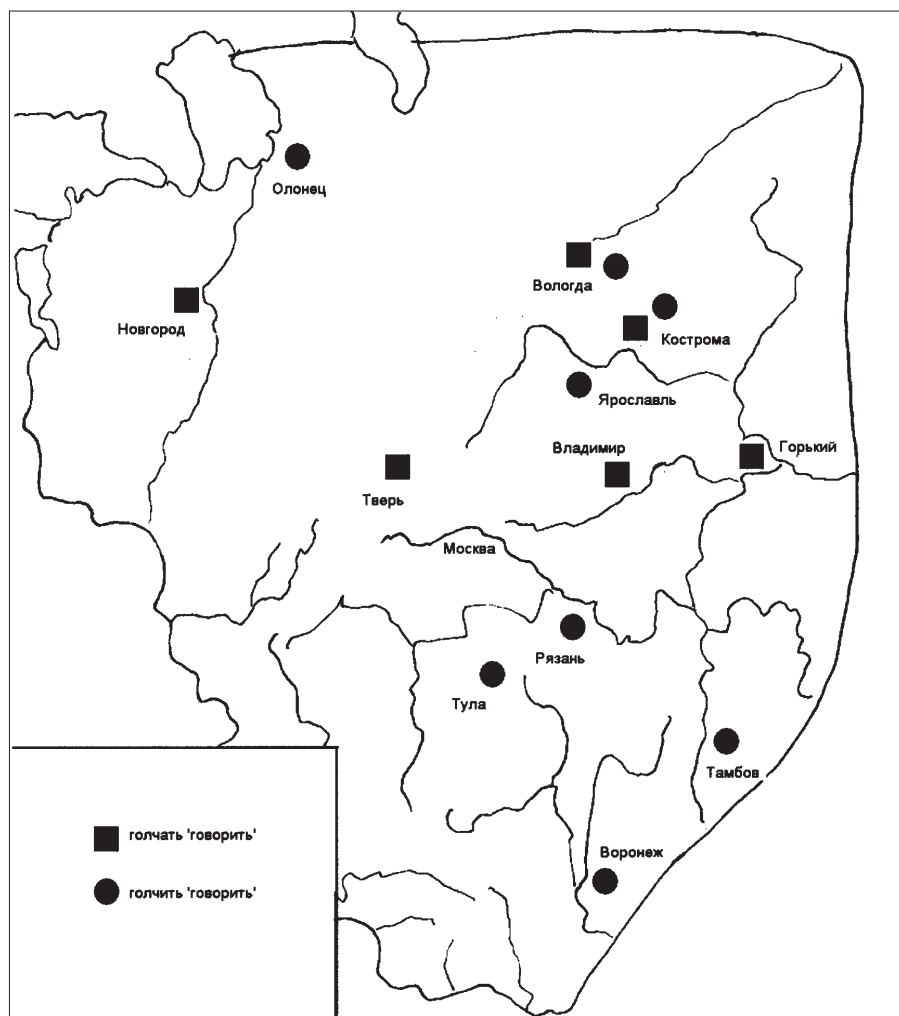 Олонец
Вологда
Новгород
Кострома
Ярославль
Владимир
Горький
Тверь
Москва
Рязань
Тула
Тамбов
Воронеж
голчать 'говорить'
голчить 'говорить'